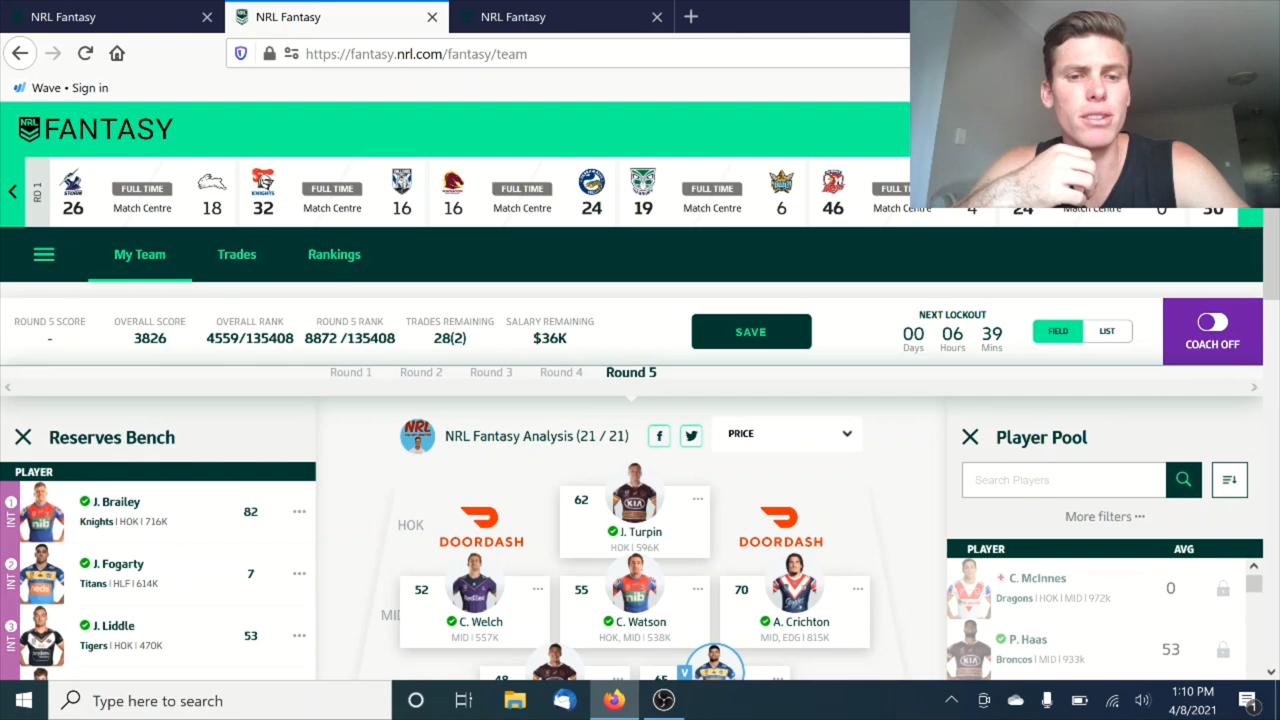 NRL Fantasy
NRL Fantasy
NRL Fantasy
https://fantasy.nrl.com/fantasy/team
Wave • Sign in
FANTASY
RD 1
FULL TIME FULL TIME FULL TIME FULL TIME FULL
26 Match Centre 18 32 Match Centre 16 16 Match Centre 24 19 Match Centre 6 46
My Team Trades Rankings
ROUND 5 SCORE OVERALL SCORE OVERALL RANK ROUND 5 RANK TRADES REMAINING SALARY REMAINING
- 3826 4559/135408 8872 /135408 28(2) $36K
SAVE
NEXT LOCKOUT
00 06 39
Days Hours Mins
FIELD LIST
COACH OFF
Round 1 Round 2 Round 3 Round 4 Round 5
Reserves Bench
PLAYER
INT 1 J. Brailey 82
Knights | HOK | 716K
INT 2 J. Fogarty 7
Titans | HLF | 614K
INT 3 J. Liddle 53
Tigers | HOK | 470K
NRL Fantasy Analysis (21 / 21)
PRICE
HOK
DOORDASH
62
J. Turpin
HOK | 596K
DOORDASH
52 55 70
C. Welch C. Watson A. Crichton
MID | 557K HOK, MID | 538K MID, EDG | 815K
V
Player Pool
Search Players
More filters •••
PLAYER AVG
C. McInnes 0
Dragons | HOK | MID | 972k
P. Haas 53
Broncos | MID | 933k
Type here to search
1:10 PM
4/8/2021